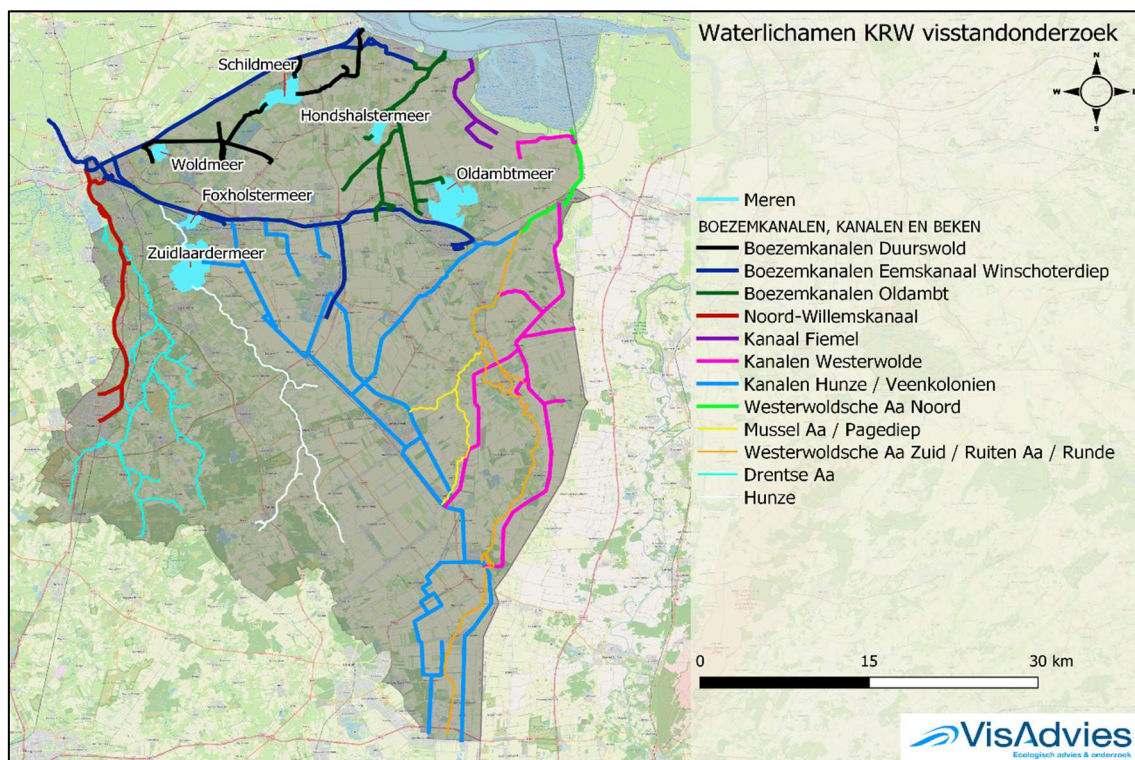 Waterlichamen KRW visstandonderzoek
N
W
E
S
Schildmeer
Hondshalstermeer
Woldmeer
Oldambtmeer
Foxholstermeer
Zuidlaardermeer
Meren
BOEZEMKANALEN, KANALEN EN BEKEN
Boezemkanalen Duurswold
Boezemkanalen Eemskanaal Winschoterdiep
Boezemkanalen Oldambt
Noord-Willemskanaal
Kanaal Fiemel
Kanalen Westerwolde
Kanalen Hunze / Veenkolonien
Westerwoldsche Aa Noord
Mussel Aa / Pagediep
Westerwoldsche Aa Zuid / Ruiten Aa / Runde
Drentse Aa
Hunze
0 15 30 km
VisAdvies
Ecologisch advies & onderzoek